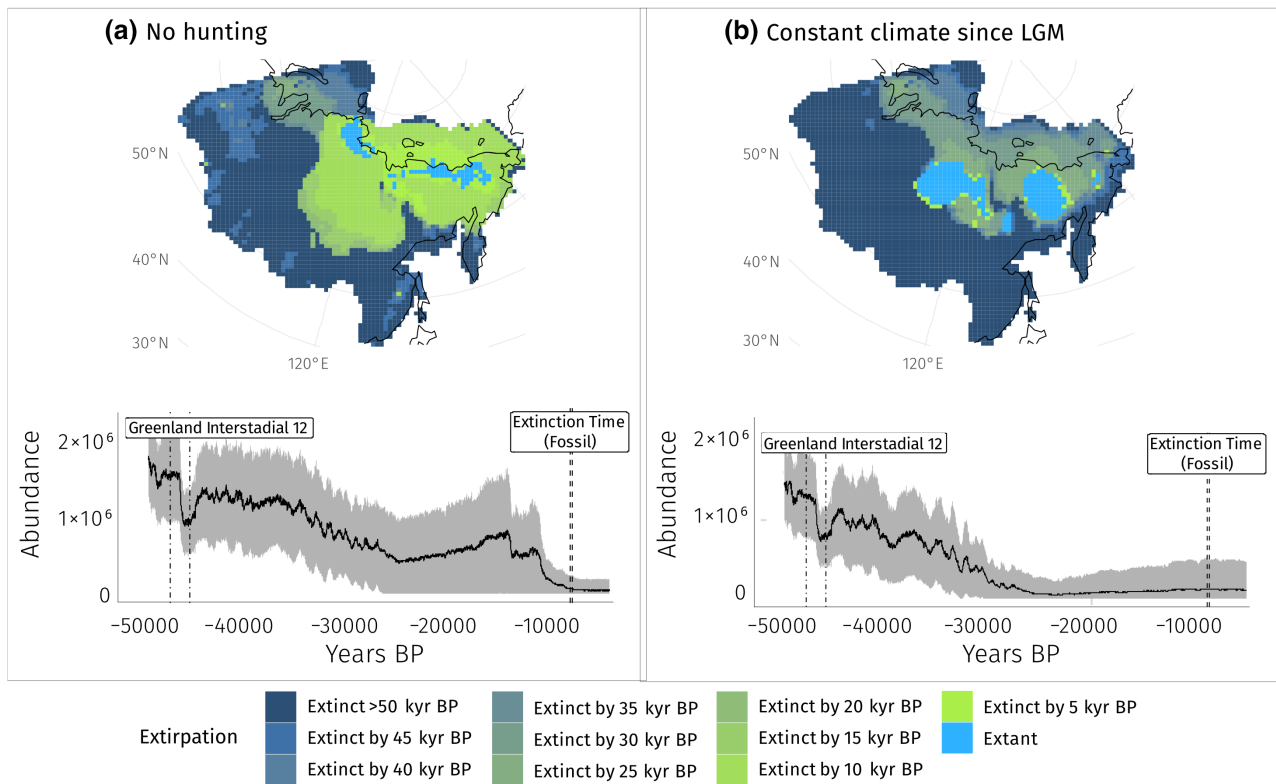 (a) No hunting
50°N
40°N
30°N
120°E
Abundance
2×10⁶
1×10⁶
0
Greenland Interstadial 12
Extinction Time
(Fossil)
−50000 −40000 −30000 −20000 −10000
Years BP
(b) Constant climate since LGM
50°N
40°N
30°N
120°E
Abundance
2×10⁶
1×10⁶
0
Greenland Interstadial 12
Extinction Time
(Fossil)
−50000 −40000 −30000 −20000 −10000
Years BP
Extirpation
Extinct >50 kyr BP
Extinct by 45 kyr BP
Extinct by 40 kyr BP
Extinct by 35 kyr BP
Extinct by 30 kyr BP
Extinct by 25 kyr BP
Extinct by 20 kyr BP
Extinct by 15 kyr BP
Extinct by 10 kyr BP
Extinct by 5 kyr BP
Extant